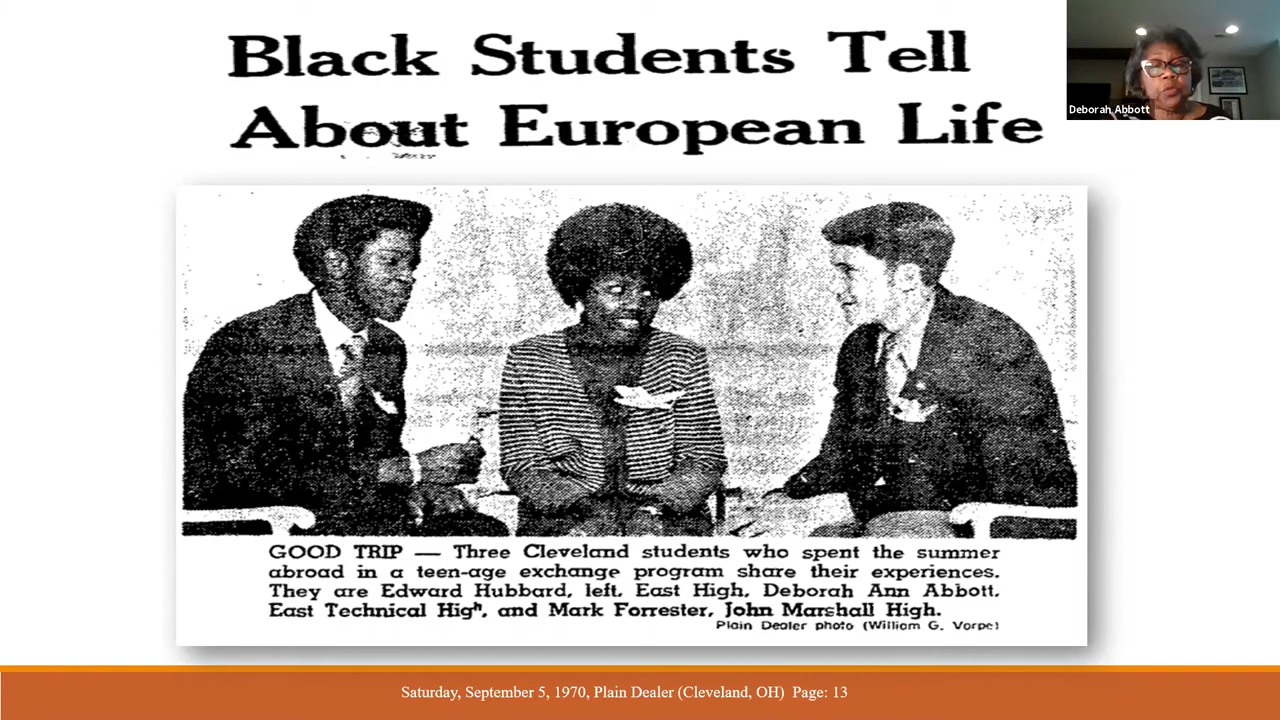 Black Students Tell
About European Life
Deborah Abbott
GOOD TRIP — Three Cleveland students who spent the summer
abroad in a teen-age exchange program share their experiences.
They are Edward Hubbard, left, East High, Deborah Ann Abbott,
East Technical High, and Mark Forrester, John Marshall High.
Plain Dealer photo (William G. Vorpe)
Saturday, September 5, 1970, Plain Dealer (Cleveland, OH) Page: 13